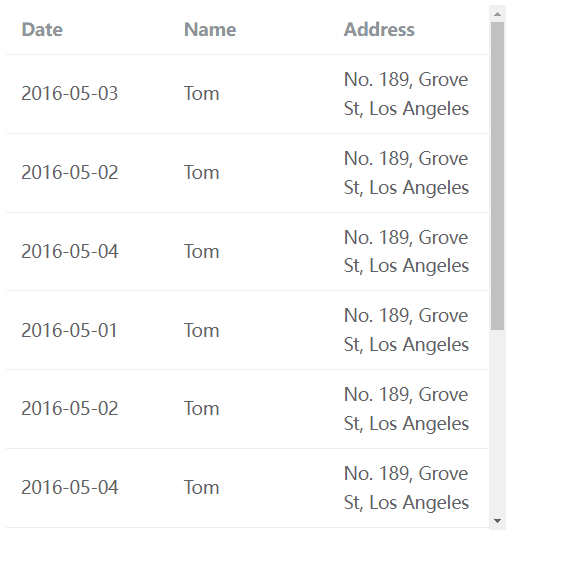 Date Name Address
2016-05-03 Tom No. 189, Grove
St, Los Angeles
2016-05-02 Tom No. 189, Grove
St, Los Angeles
2016-05-04 Tom No. 189, Grove
St, Los Angeles
2016-05-01 Tom No. 189, Grove
St, Los Angeles
2016-05-02 Tom No. 189, Grove
St, Los Angeles
2016-05-04 Tom No. 189, Grove
St, Los Angeles